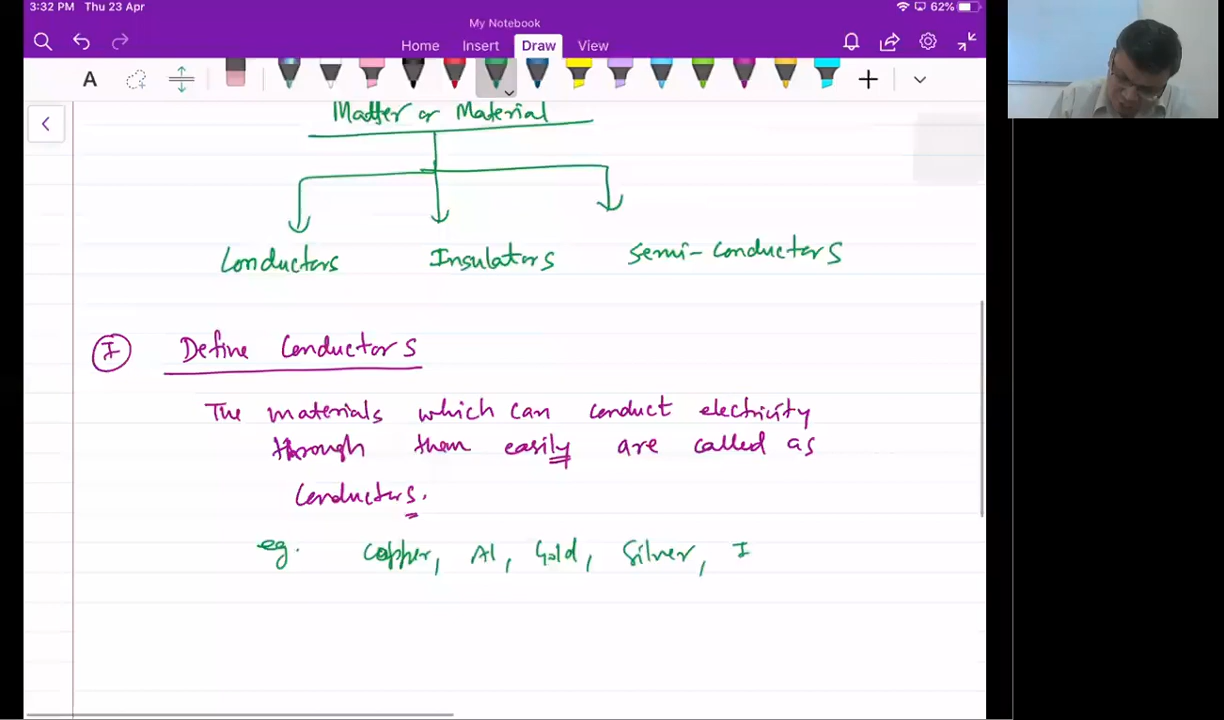 3:32 PM Thu 23 Apr
62%
My Notebook
Home Insert Draw View
A
Matter or Material
Conductors Insulators Semi-Conductors
I Define Conductors
The materials which can conduct electricity
through them easily are called as
Conductors.
eg. Copper, Al, Gold, Silver, I